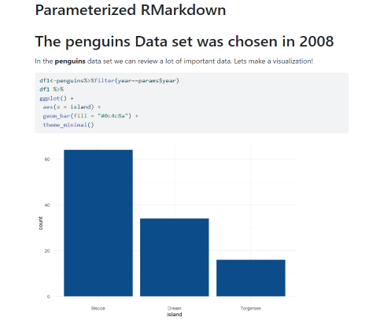 Parameterized RMarkdown
The penguins Data set was chosen in 2008
In the penguins data set we can review a lot of important data. Lets make a visualization!
df1<-penguins%>%filter(year==params$year)
df1 %>%
ggplot() +
aes(x = island) +
geom_bar(fill = "#0c4c8a") +
theme_minimal()
60
40
20
0
count
Biscoe Dream Torgersen
island